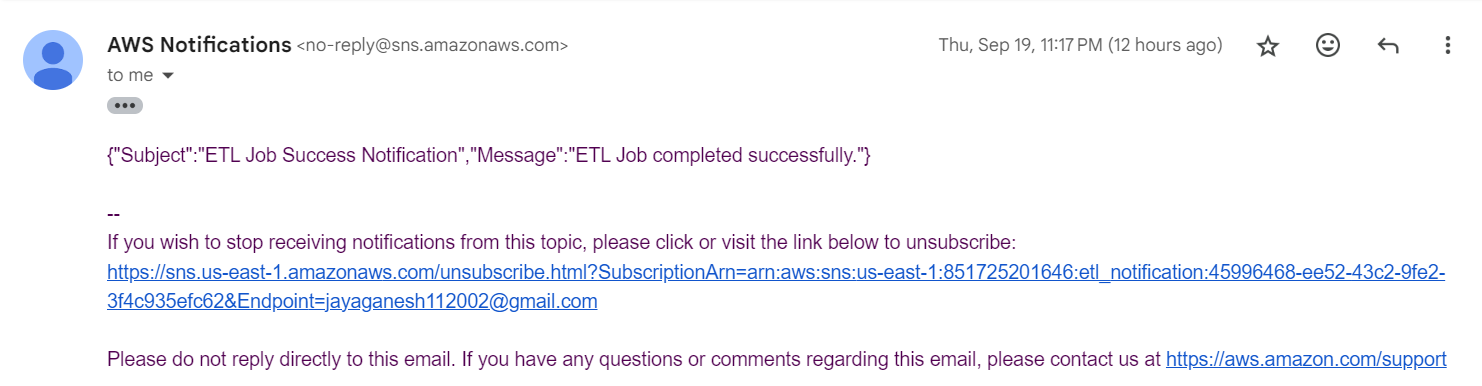 AWS Notifications <no-reply@sns.amazonaws.com> Thu, Sep 19, 11:17 PM (12 hours ago)
to me
{"Subject":"ETL Job Success Notification","Message":"ETL Job completed successfully."}
--
If you wish to stop receiving notifications from this topic, please click or visit the link below to unsubscribe:
https://sns.us-east-1.amazonaws.com/unsubscribe.html?SubscriptionArn=arn:aws:sns:us-east-1:851725201646:etl_notification:45996468-ee52-43c2-9fe2-
3f4c935efc62&Endpoint=jayaganesh112002@gmail.com
Please do not reply directly to this email. If you have any questions or comments regarding this email, please contact us at https://aws.amazon.com/support